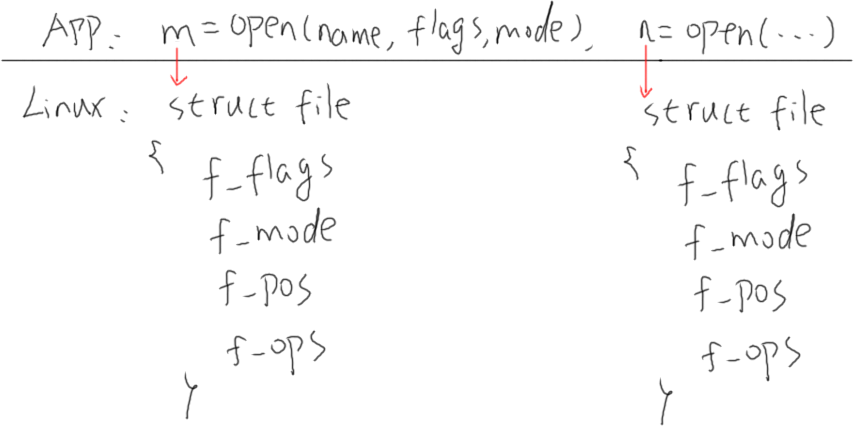 APP: m=open(name, flags, mode), n=open(...)
Linux: struct file struct file
{ f_flags { f_flags
f_mode f_mode
f_pos f_pos
f_ops f_ops
} }